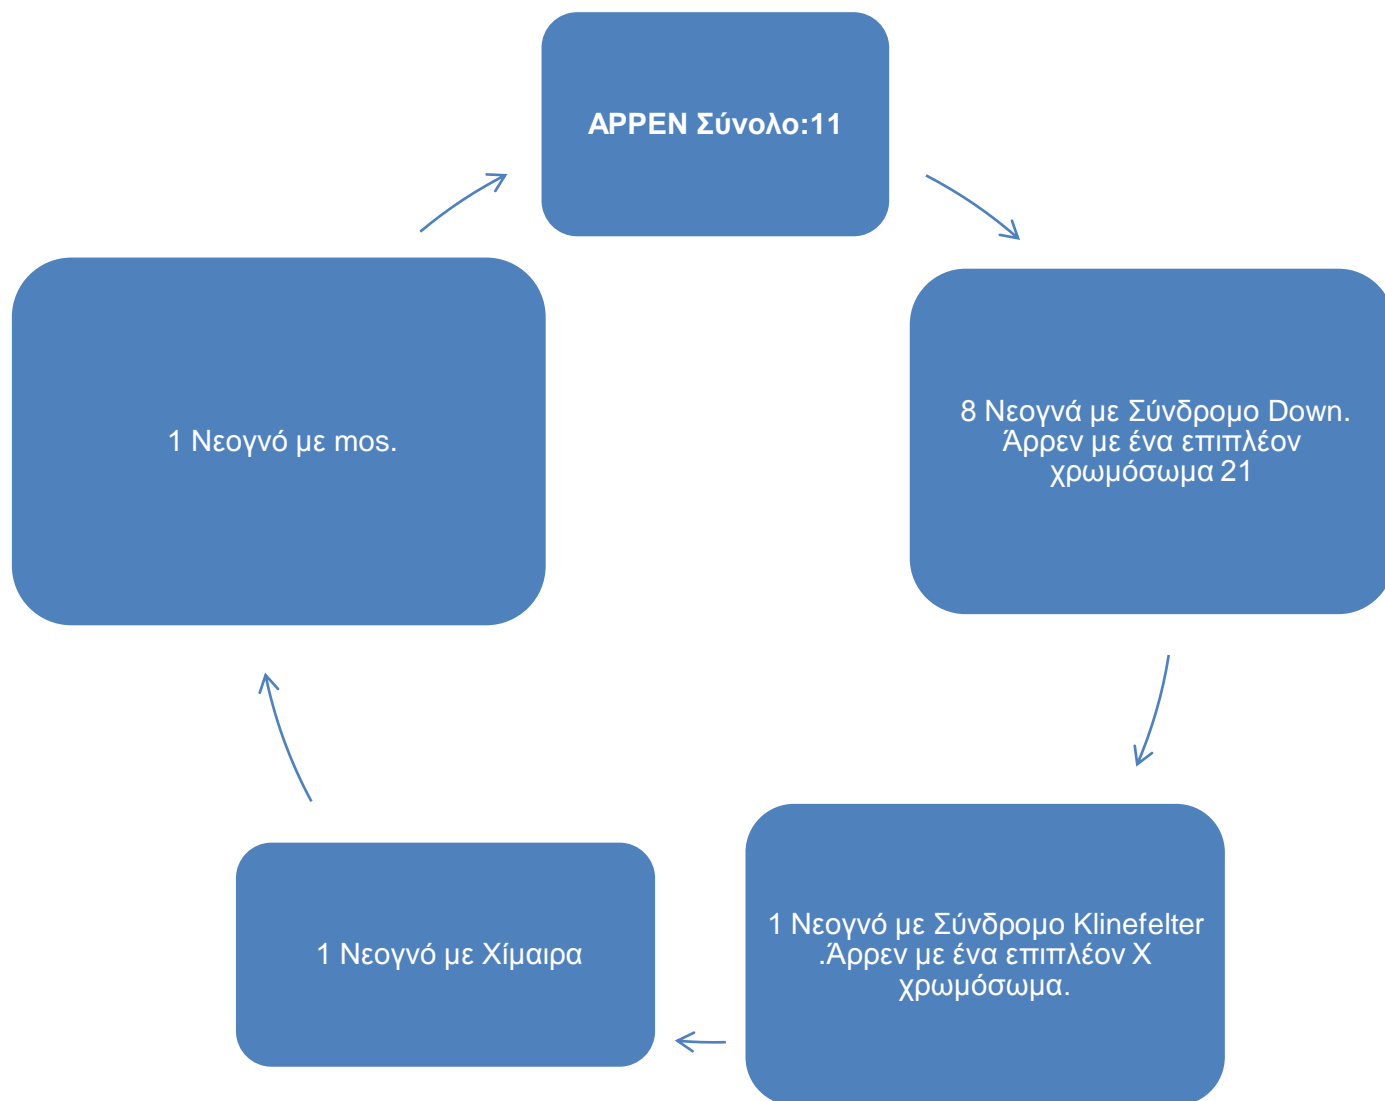 ΑΡΡΕΝ Σύνολο:11
8 Νεογνά με Σύνδρομο Down.
Άρρεν με ένα επιπλέον
χρωμόσωμα 21
1 Νεογνό με Σύνδρομο Klinefelter
.Άρρεν με ένα επιπλέον Χ
χρωμόσωμα.
1 Νεογνό με Χίμαιρα
1 Νεογνό με mos.